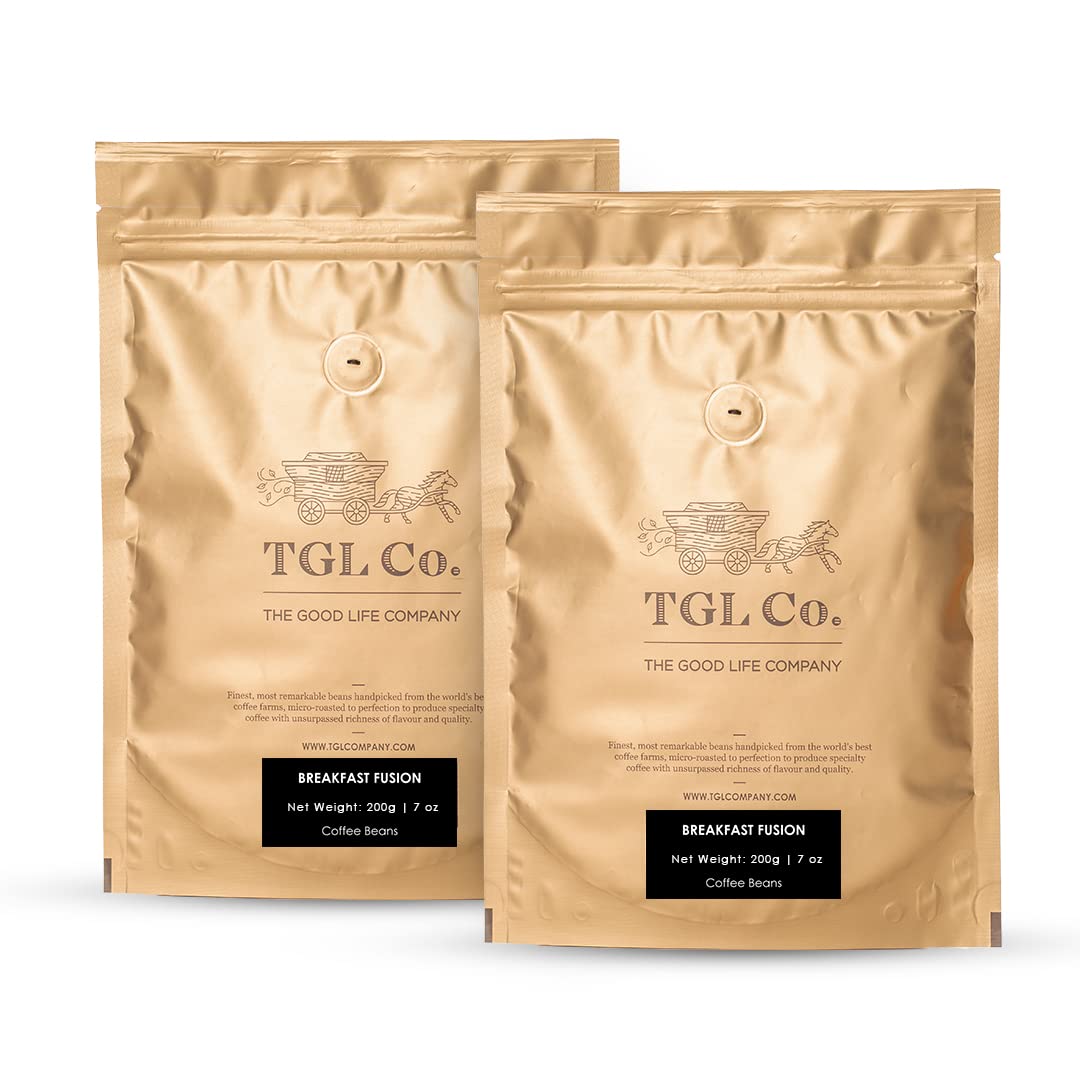 TGL Co.
THE GOOD LIFE COMPANY
Finest, most remarkable beans handpicked from the world's be
coffee farms, micro-roasted to perfection to produce specialty
coffee with unsurpassed richness of flavour and quality.
WWW.TGLCOMPANY.COM
BREAKFAST FUSION
Net Weight: 200g | 7 oz
Coffee Beans
TGL Co.
THE GOOD LIFE COMPANY
Finest, most remarkable beans handpicked from the world's best
coffee farms, micro-roasted to perfection to produce specialty
coffee with unsurpassed richness of flavour and quality.
WWW.TGLCOMPANY.COM
BREAKFAST FUSION
Net Weight: 200g | 7 oz
Coffee Beans